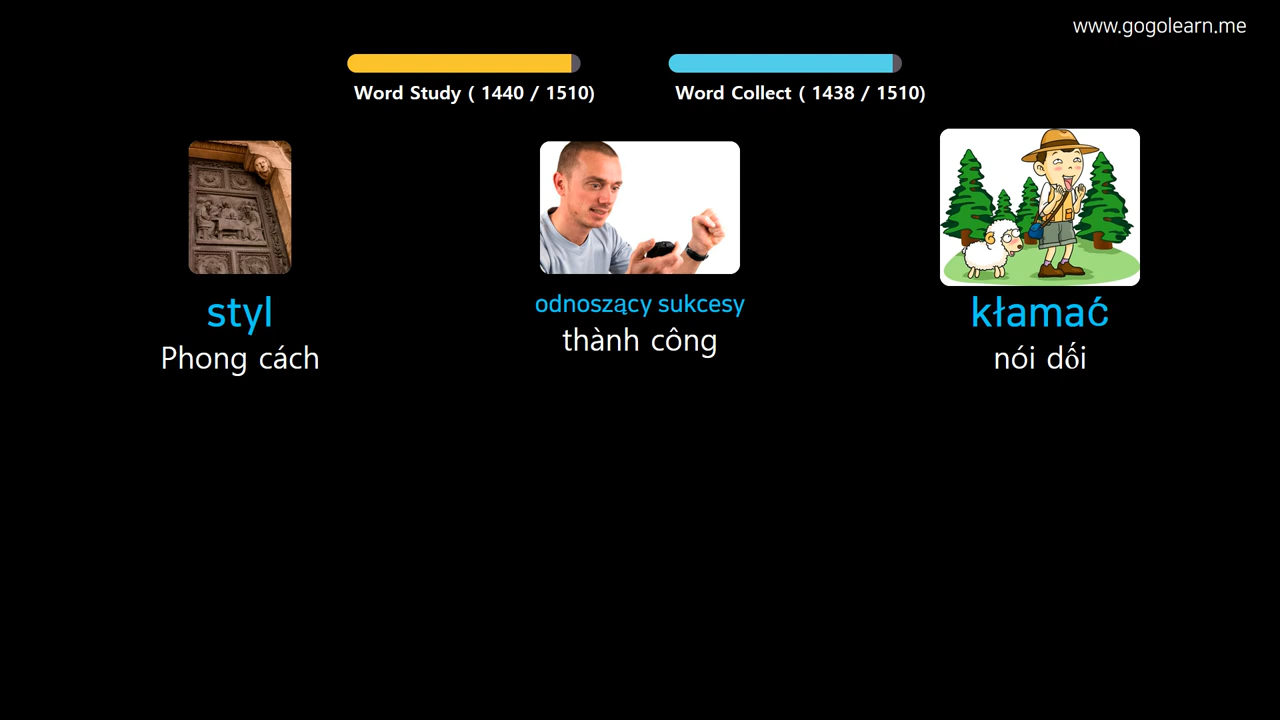 www.gogolearn.me
Word Study ( 1440 / 1510)
Word Collect ( 1438 / 1510)
styl
Phong cách
odnoszący sukcesy
thành công
kłamać
nói dối